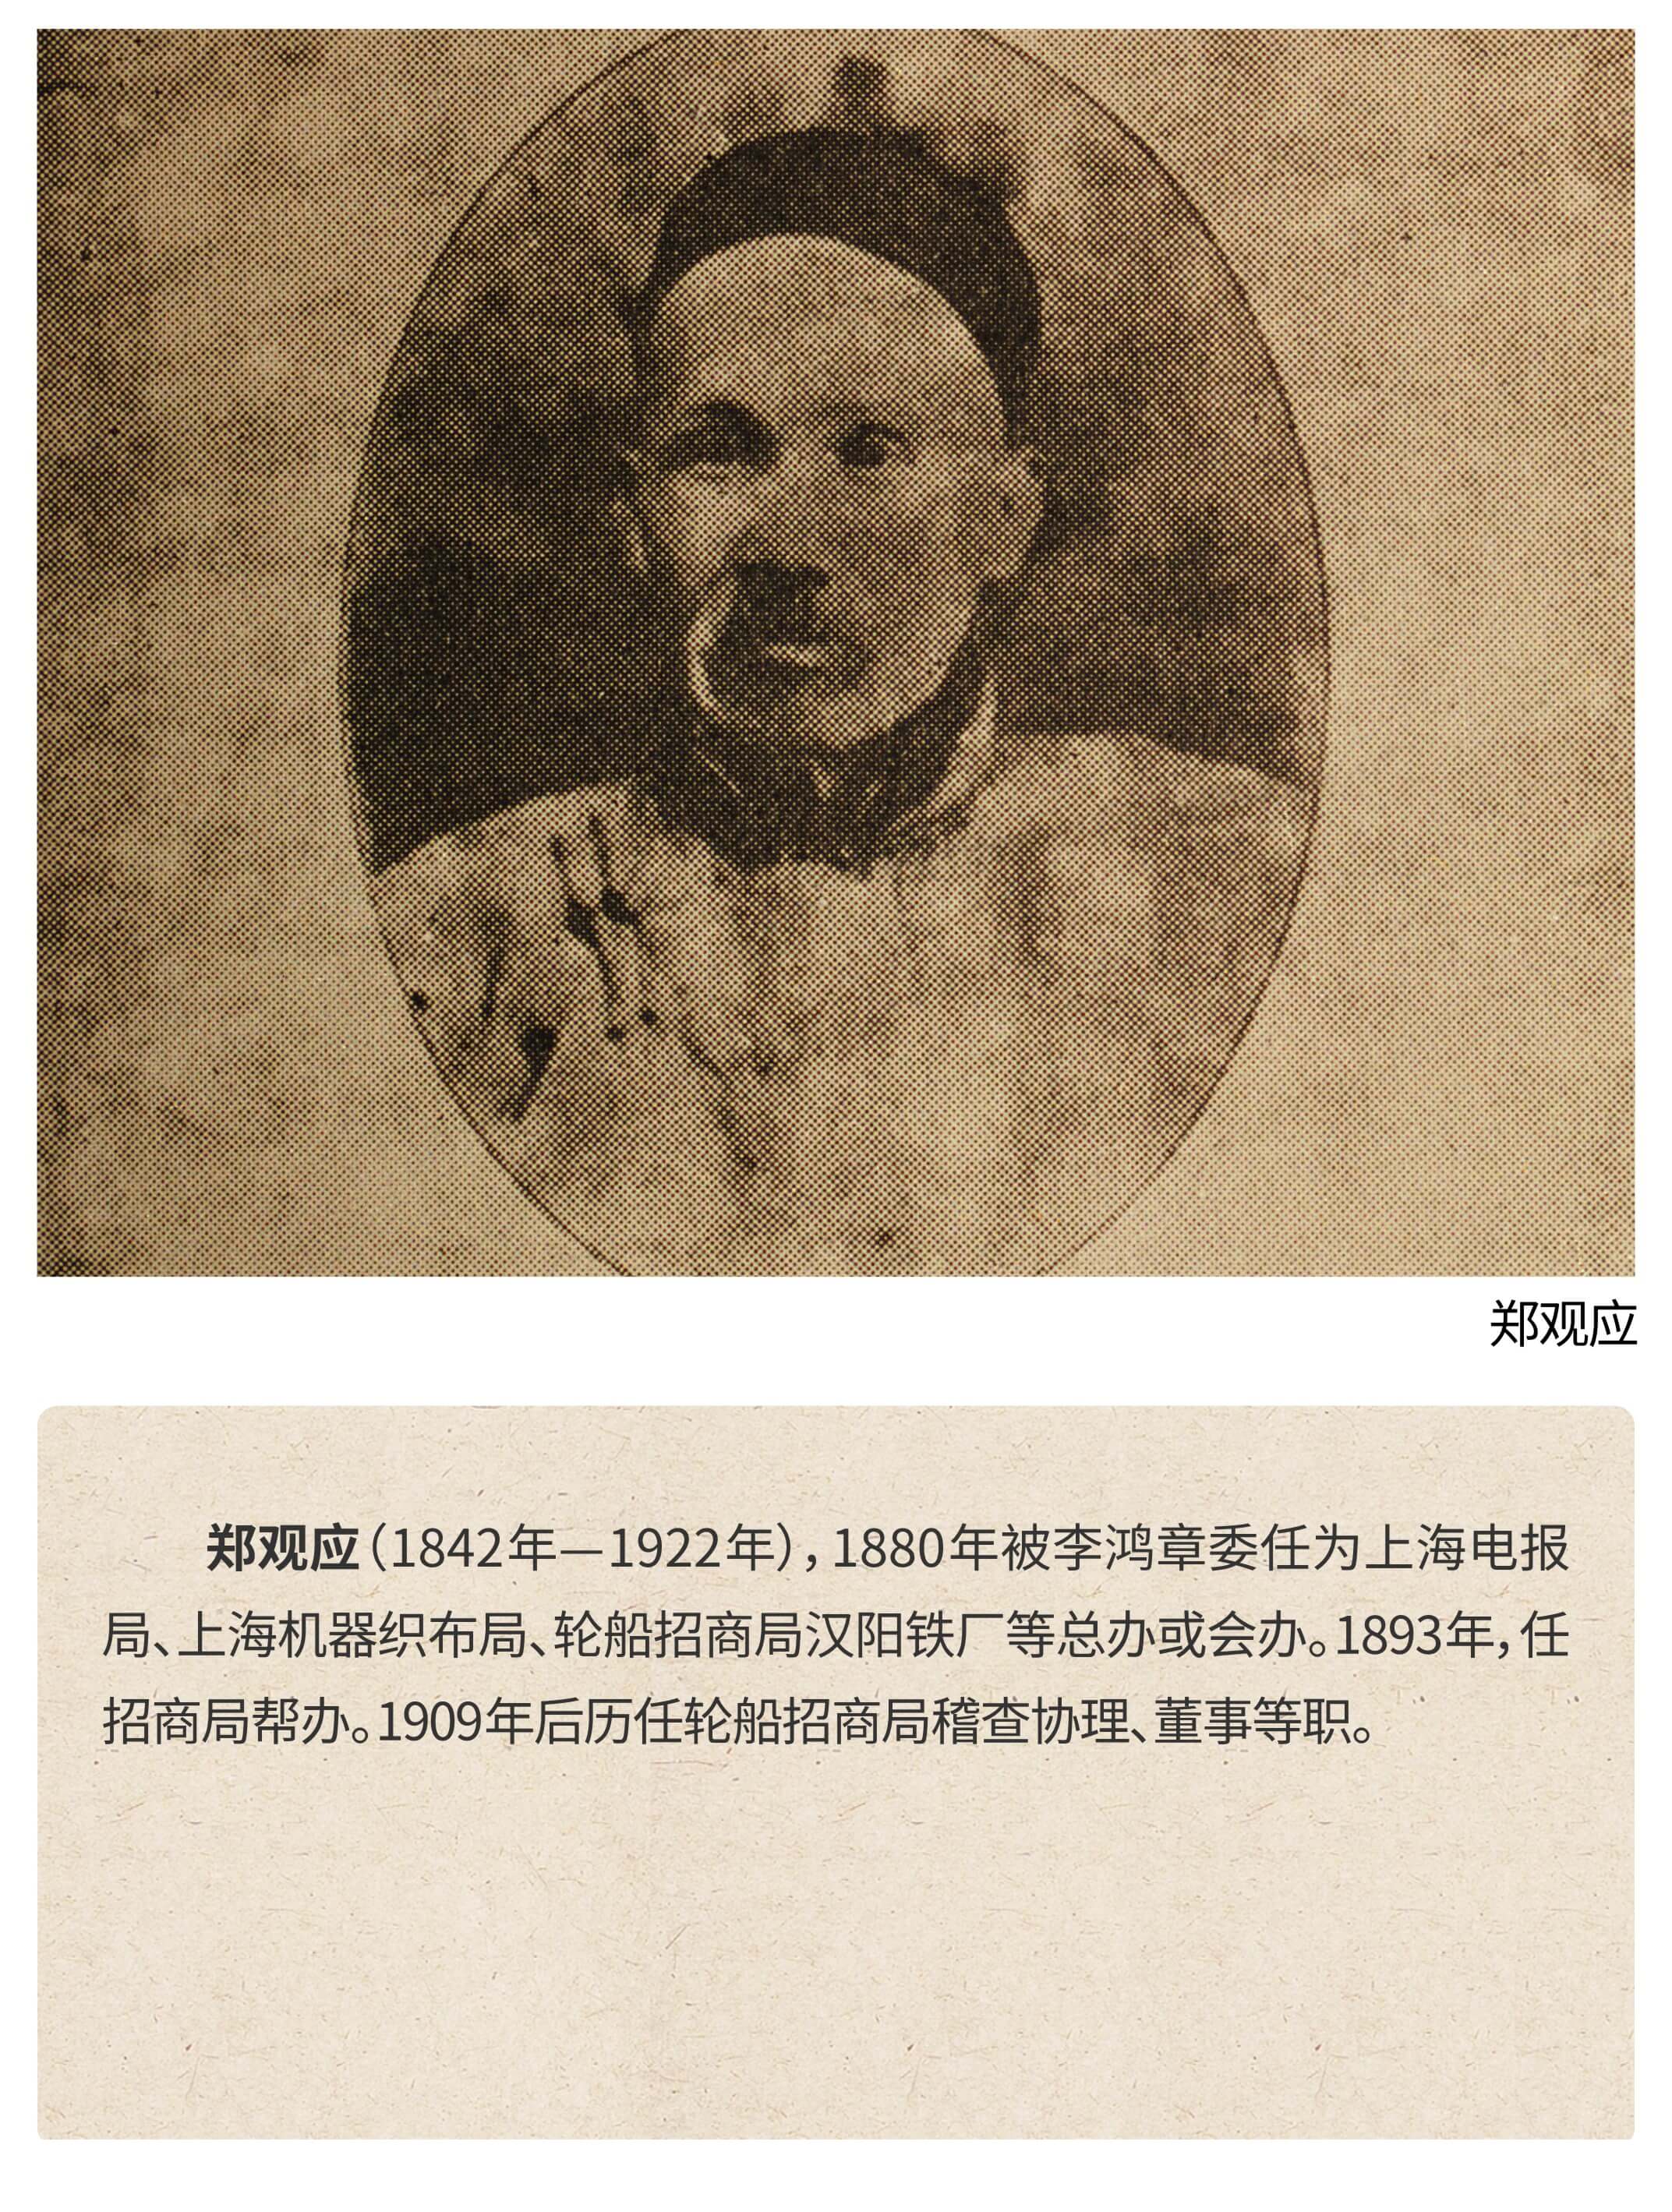 郑观应
郑观应（1842年—1922年），1880年被李鸿章委任为上海电报
局、上海机器织布局、轮船招商局汉阳铁厂等总办或会办。1893年，任
招商局帮办。1909年后历任轮船招商局稽查协理、董事等职。